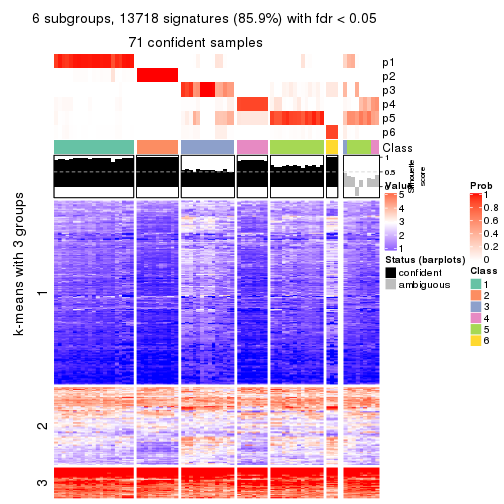 6 subgroups, 13718 signatures (85.9%) with fdr < 0.05
71 confident samples
p1
p2
p3
p4
p5
p6
Class
1
0.5
0
Silhouette
score
k-means with 3 groups
1
2
3
Value
5
4
3
2
1
Status (barplots)
confident
ambiguous
Prob
1
0.8
0.6
0.4
0.2
0
Class
1
2
3
4
5
6